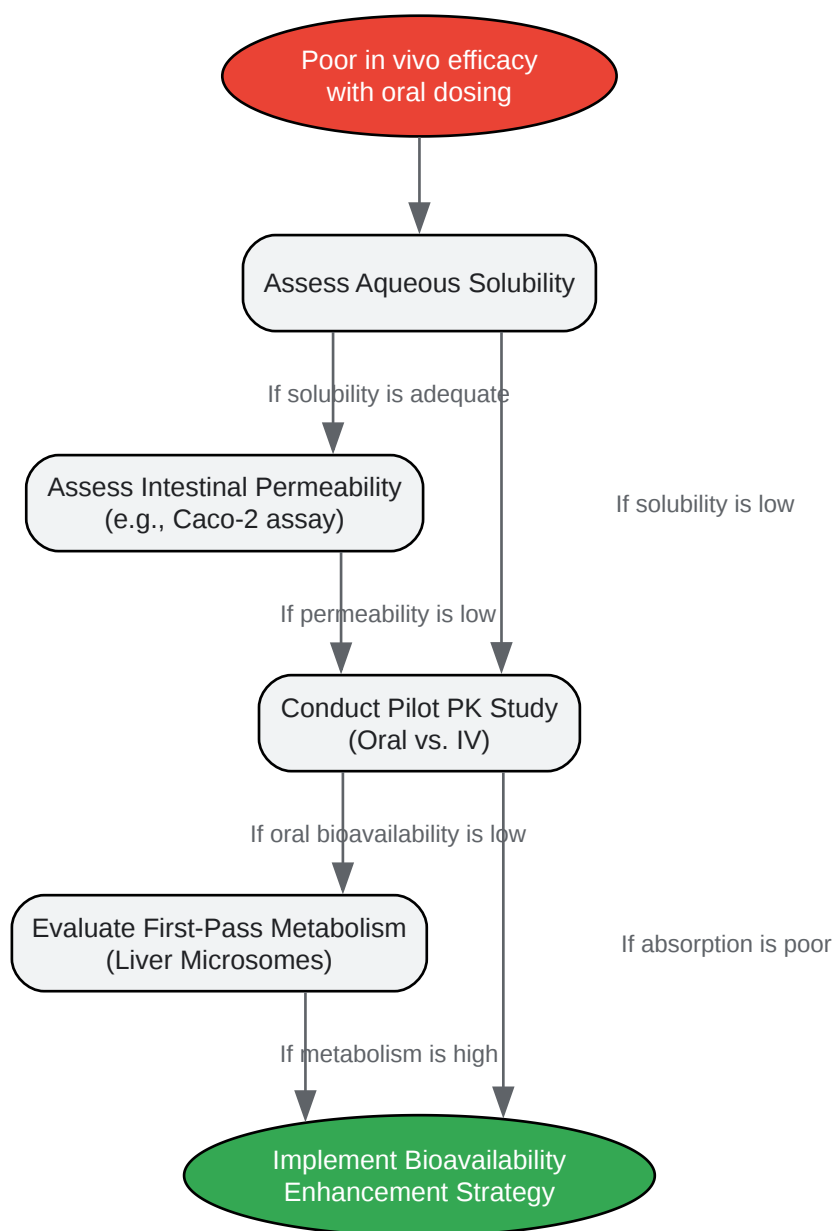 Poor in vivo efficacy
with oral dosing
Assess Aqueous Solubility
If solubility is adequate
Assess Intestinal Permeability
(e.g., Caco-2 assay)
If solubility is low
If permeability is low
Conduct Pilot PK Study
(Oral vs. IV)
If oral bioavailability is low
Evaluate First-Pass Metabolism
(Liver Microsomes)
If absorption is poor
If metabolism is high
Implement Bioavailability
Enhancement Strategy